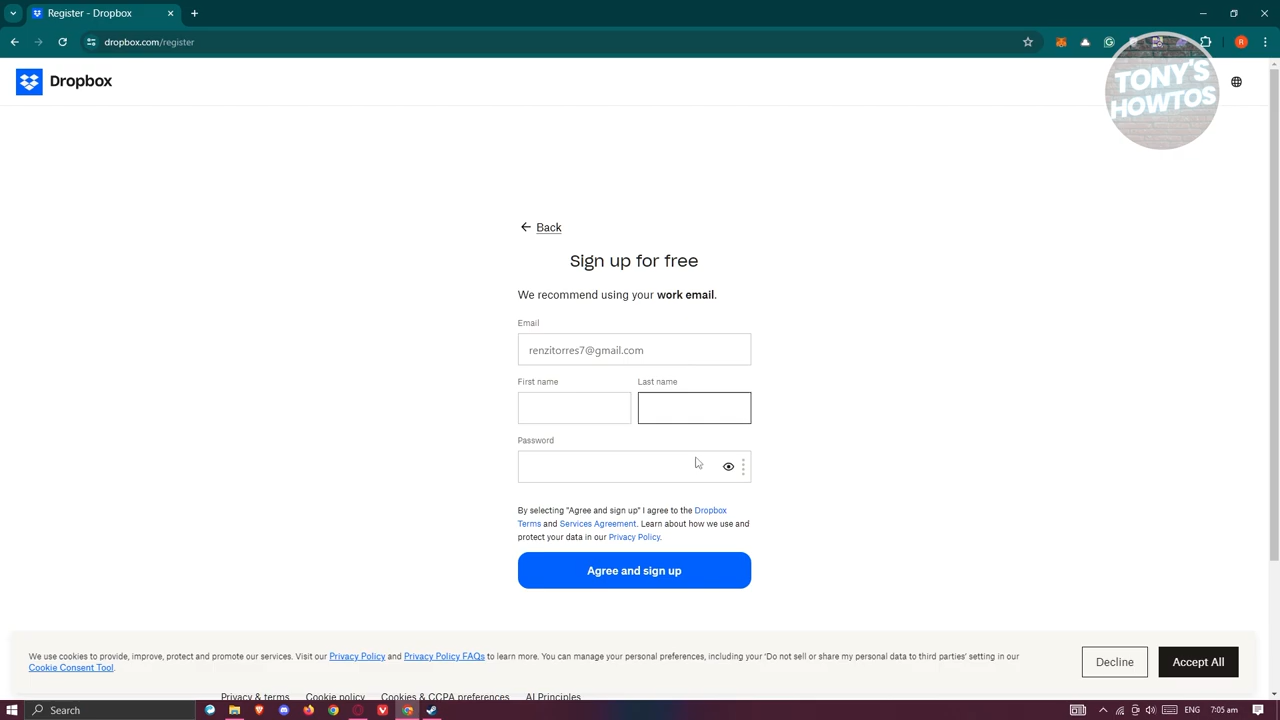 Register - Dropbox
dropbox.com/register
Dropbox
TONY'S
HOWTOS
Back
Sign up for free
We recommend using your work email.
Email
renzitorres7@gmail.com
First name Last name
Password
By selecting "Agree and sign up" I agree to the Dropbox
Terms and Services Agreement. Learn about how we use and
protect your data in our Privacy Policy.
Agree and sign up
We use cookies to provide, improve, protect and promote our services. Visit our Privacy Policy and Privacy Policy FAQs to learn more. You can manage your personal preferences, including your 'Do not sell or share my personal data to third parties' setting in our
Cookie Consent Tool.
Decline
Accept All
Privacy & terms Cookie policy Cookies & CCPA preferences AI Principles
Search
ENG 7:05 am